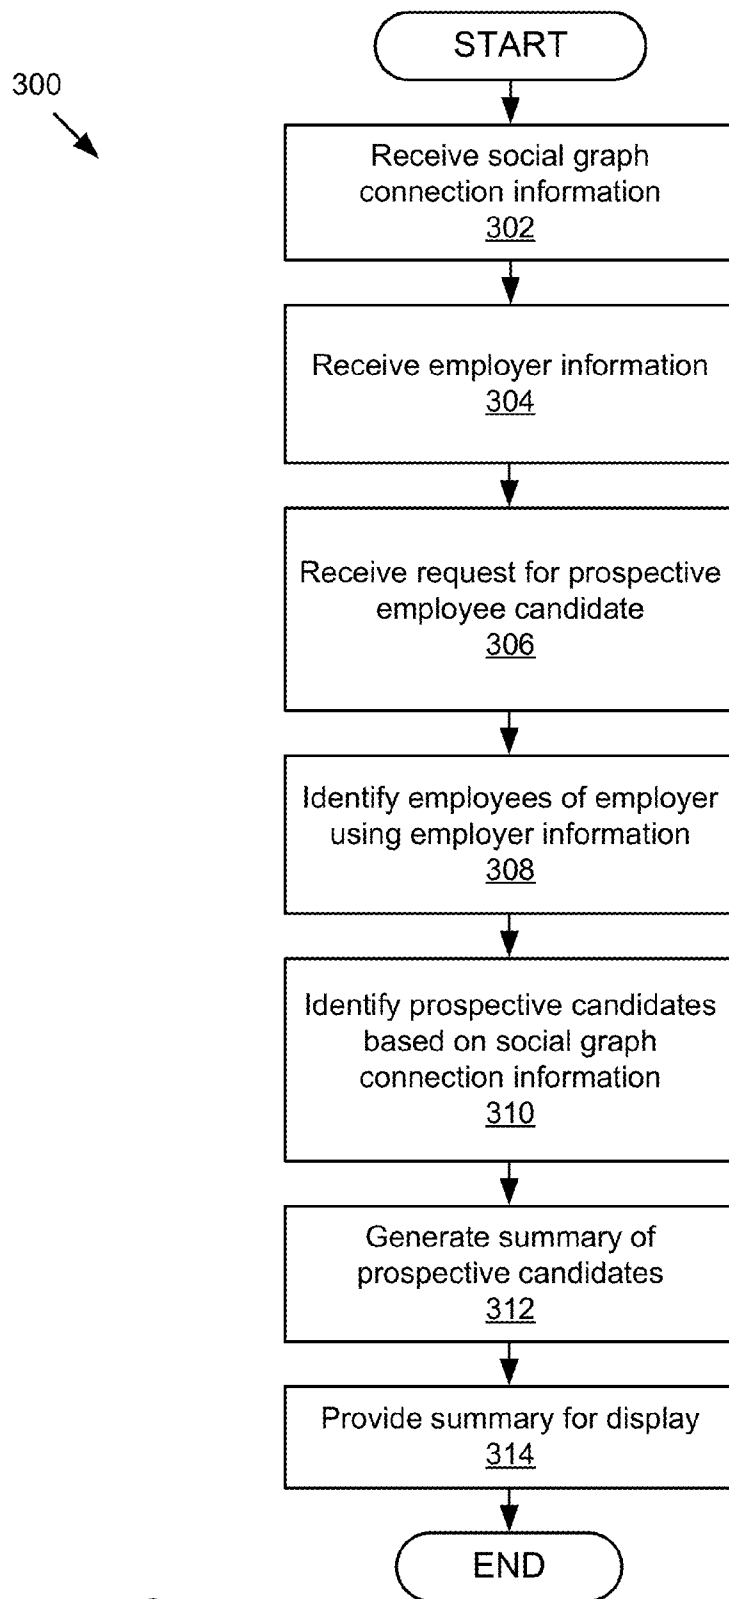 START
300
Receive social graph
connection information
302
Receive employer information
304
Receive request for prospective
employee candidate
306
Identify employees of employer
using employer information
308
Identify prospective candidates
based on social graph
connection information
310
Generate summary of
prospective candidates
312
Provide summary for display
314
END